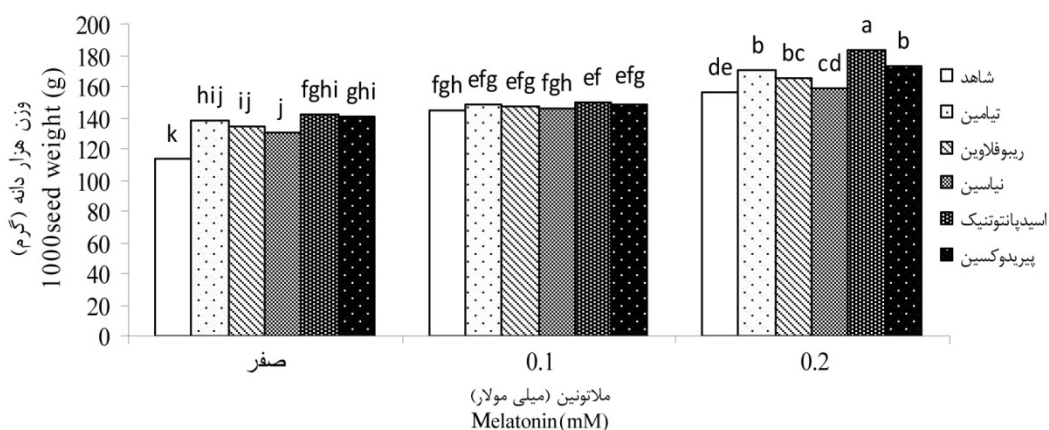 وزن هزار دانه (گرم)
1000seed weight (g)
200
180
160
140
120
100
80
60
40
20
0
k
hij
ij
j
fghi
ghi
fgh
efg
efg
fgh
ef
efg
de
b
bc
cd
a
b
صفر
0.1
0.2
ملاتونین (میلی مولار)
Melatonin(mM)
شاهد
تیامین
ریبوفلاوین
نیاسین
اسیدپانتوتنیک
پیریدوکسین